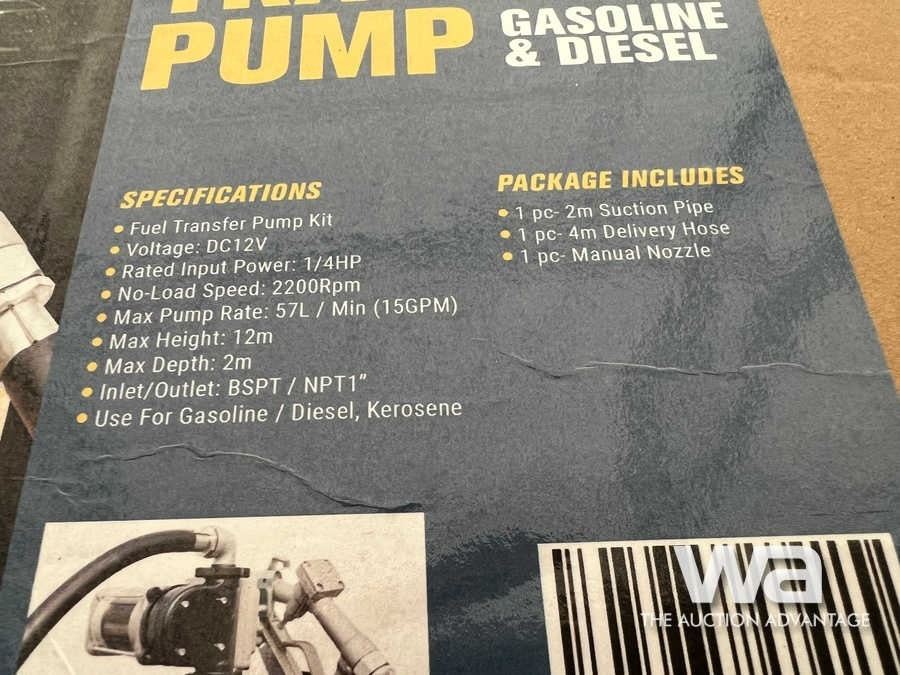 PUMP
GASOLINE
& DIESEL
SPECIFICATIONS
• Fuel Transfer Pump Kit
• Voltage: DC12V
• Rated Input Power: 1/4HP
• No-Load Speed: 2200Rpm
• Max Pump Rate: 57L / Min (15GPM)
• Max Height: 12m
• Max Depth: 2m
• Inlet/Outlet: BSPT / NPT1”
• Use For Gasoline / Diesel, Kerosene
PACKAGE INCLUDES
• 1 pc- 2m Suction Pipe
• 1 pc- 4m Delivery Hose
• 1 pc- Manual Nozzle
wa
THE AUCTION ADVANTAGE